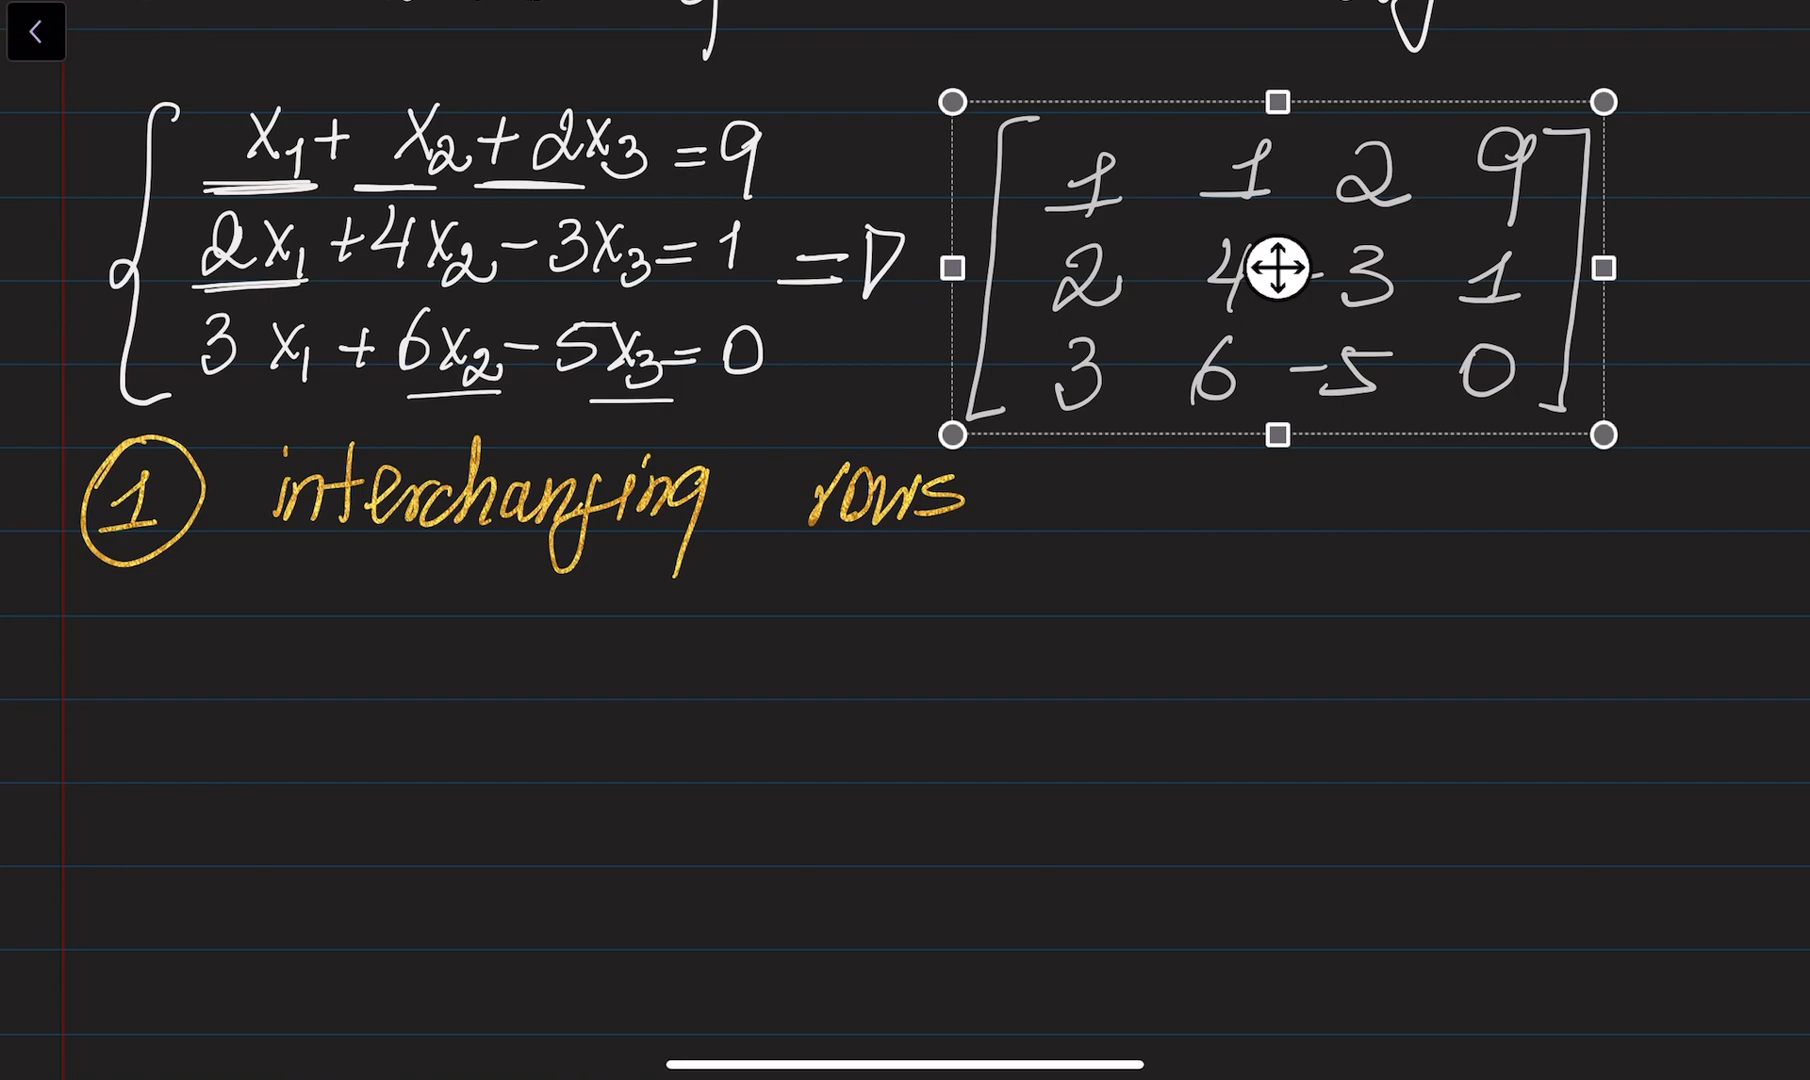 x₁ + x₂ + 2x₃ = 9
2x₁ + 4x₂ - 3x₃ = 1 =>
3x₁ + 6x₂ - 5x₃ = 0
1 1 2 9
2 4 -3 1
3 6 -5 0
1 interchanging rows